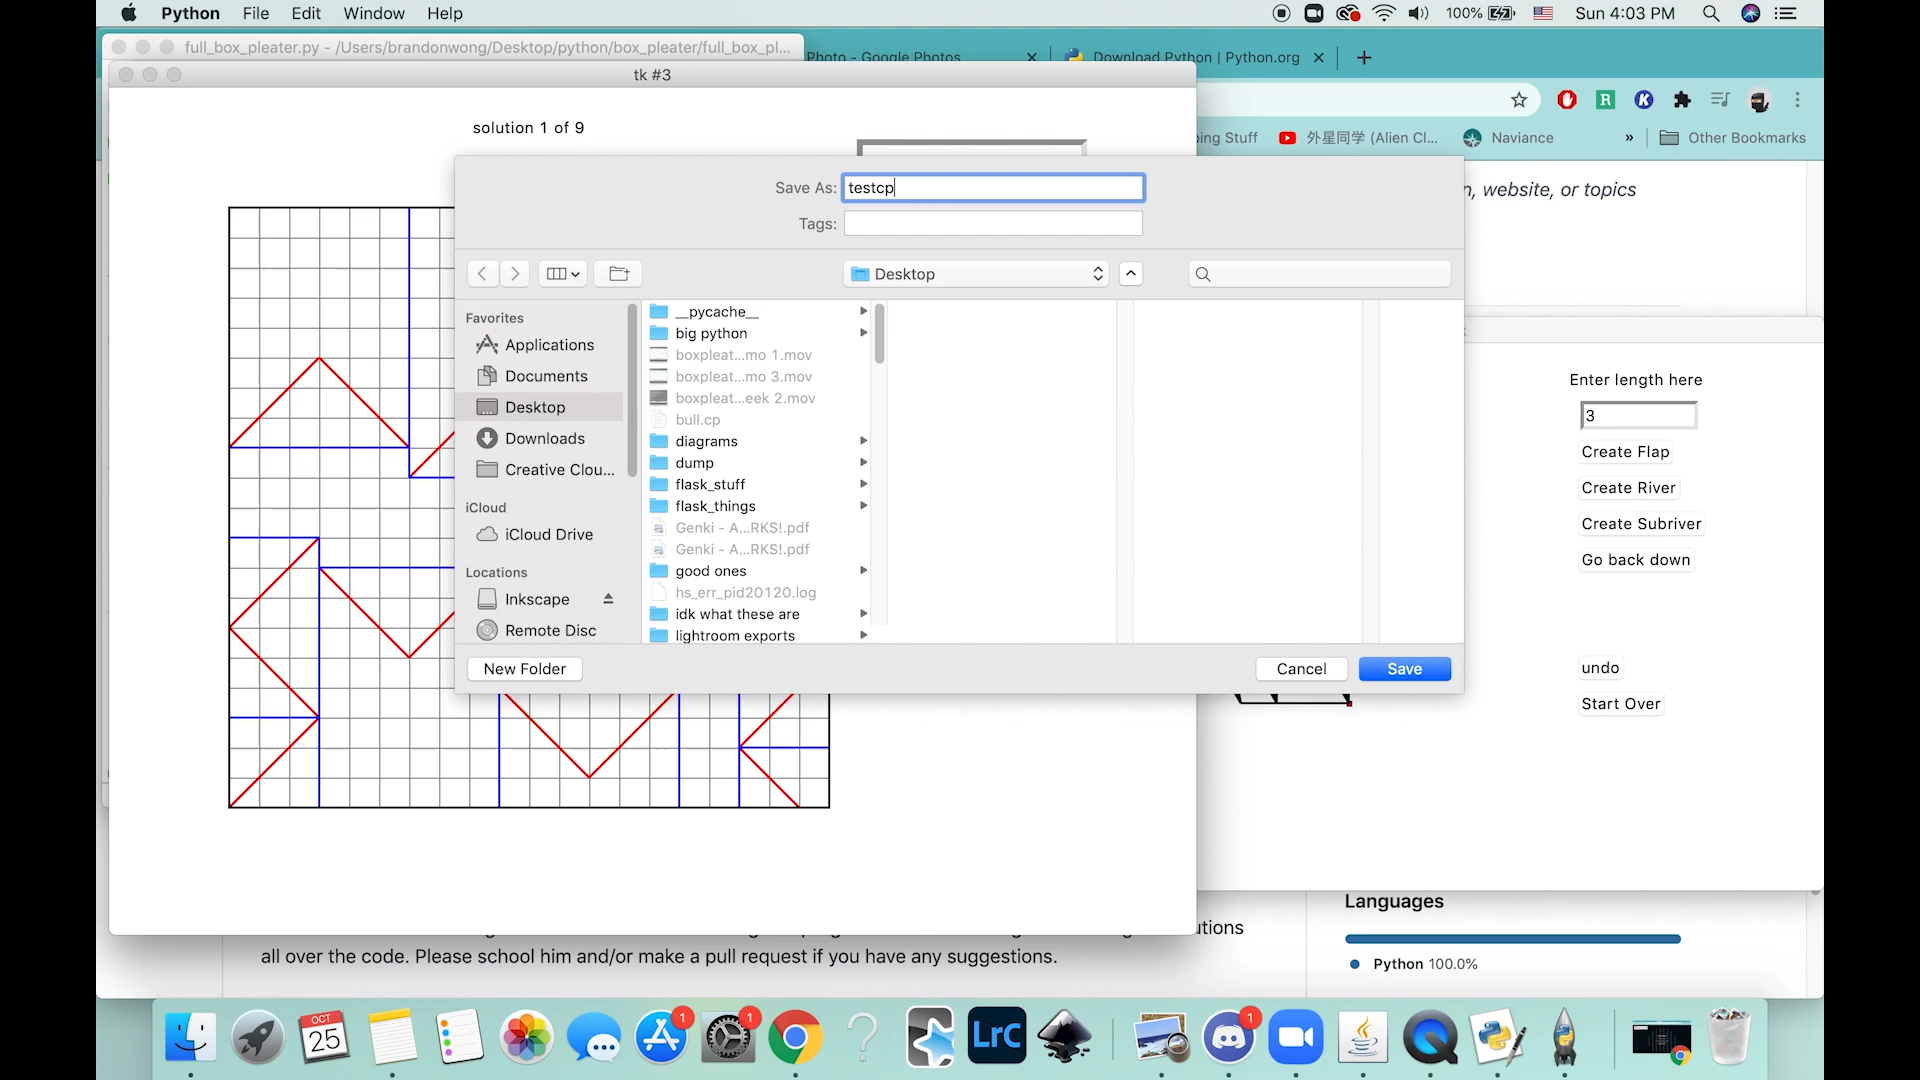 Python File Edit Window Help
100% Sun 4:03 PM
full_box_pleater.py - /Users/brandonwong/Desktop/python/box_pleater/full_box_pl...
Photo - Google Photos
Download Python | Python.org
tk #3
R K
ing Stuff
外星同学 (Alien Cl...
Naviance
»
Other Bookmarks
solution 1 of 9
Save As: testcp
Tags:
n, website, or topics
Desktop
Favorites
Applications
Documents
Desktop
Downloads
Creative Clou...
iCloud
iCloud Drive
Locations
Inkscape
Remote Disc
__pycache__
big python
boxpleat...mo 1.mov
boxpleat...mo 3.mov
boxpleat...eek 2.mov
bull.cp
diagrams
dump
flask_stuff
flask_things
Genki - A...RKS!.pdf
Genki - A...RKS!.pdf
good ones
hs_err_pid20120.log
idk what these are
lightroom exports
New Folder
Cancel
Save
Enter length here
3
Create Flap
Create River
Create Subriver
Go back down
undo
Start Over
utions
all over the code. Please school him and/or make a pull request if you have any suggestions.
Languages
Python 100.0%
OCT
25
1
1
?
LrC
1